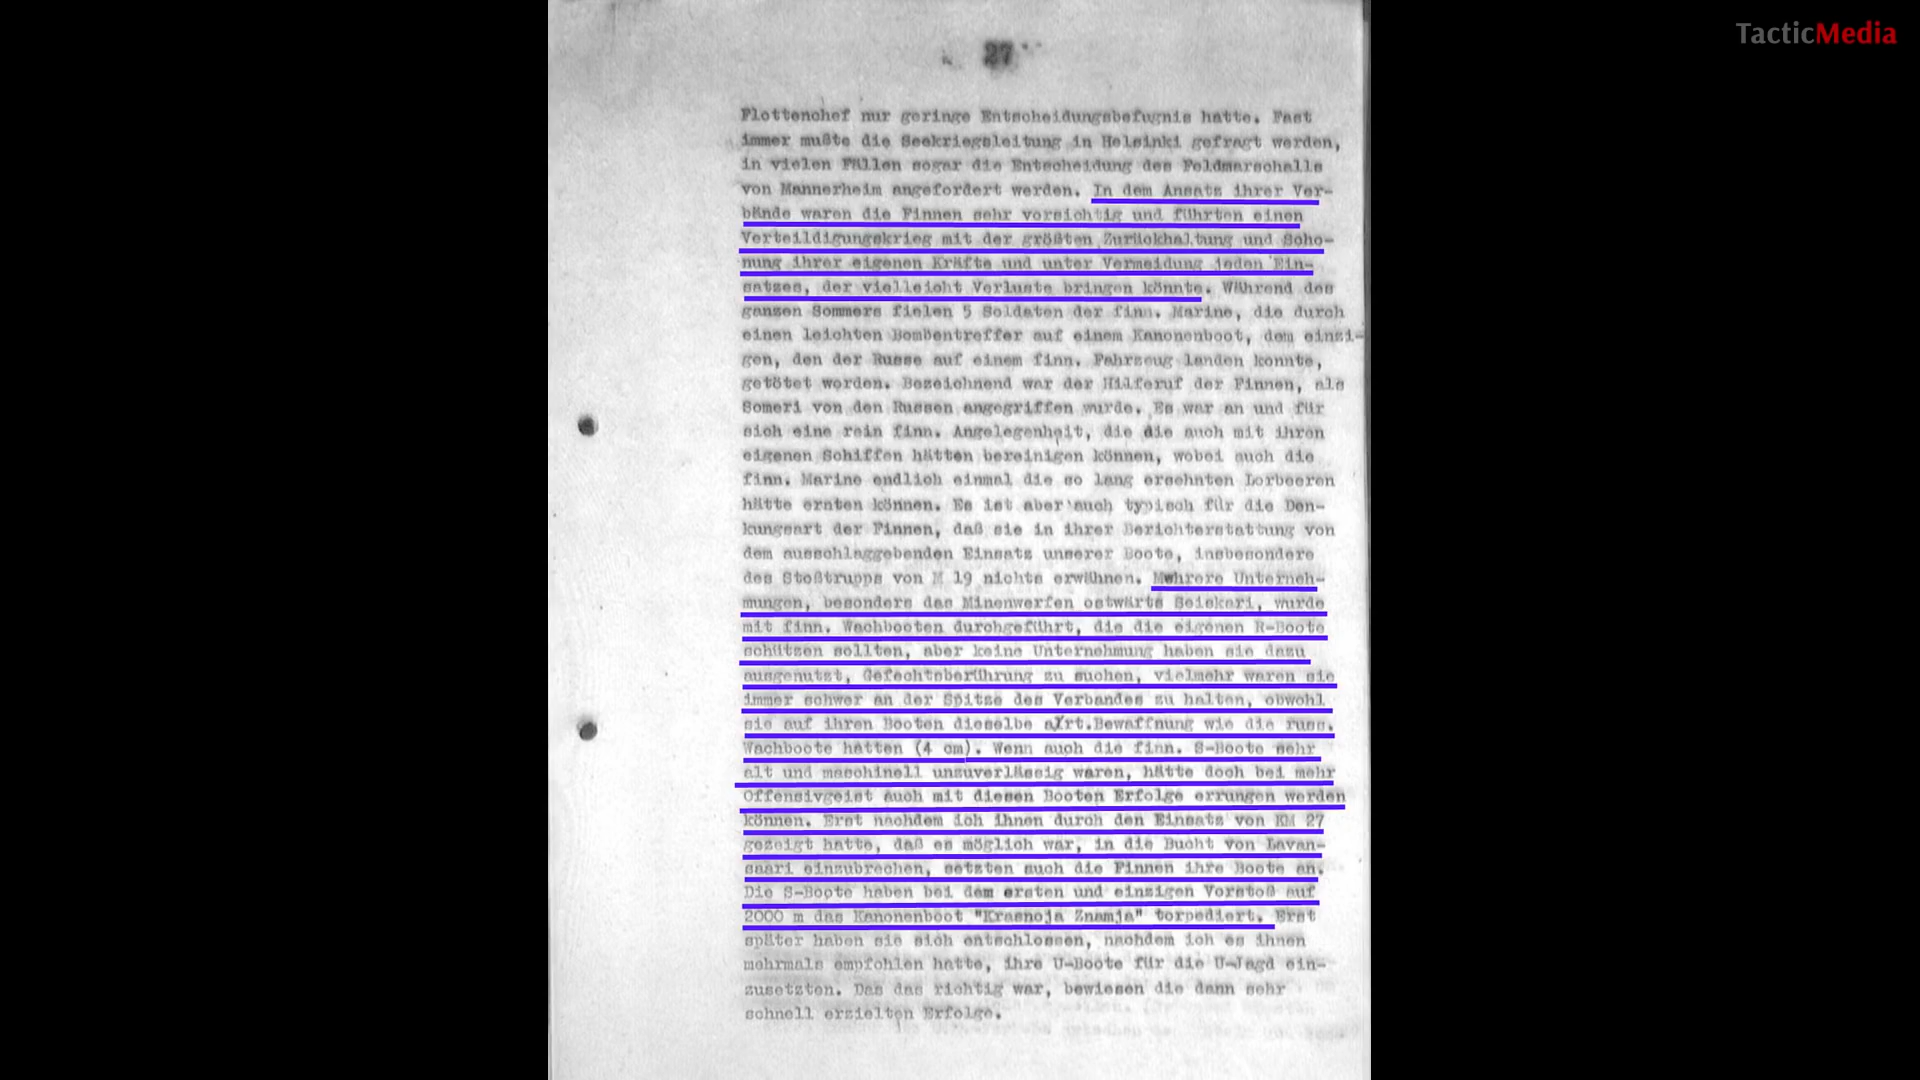 TacticMedia
27
Flottenchef nur geringe Entscheidungsbefugnis hatte. Fast
immer mußte die Seekriegsleitung in Helsinki gefragt werden,
in vielen Fällen sogar die Entscheidung des Feldmarschalls
von Mannerheim angefordert werden. In dem Ansatz ihrer Ver-
bände waren die Finnen sehr vorsichtig und führten einen
Verteildigungskrieg mit der größten Zurückhaltung und Scho-
nung ihrer eigenen Kräfte und unter Vermeidung jeden Ein-
satzes, der vielleicht Verluste bringen könnte. Während des
ganzen Sommers fielen 5 Soldaten der finn. Marine, die durch
einen leichten Bombentreffer auf einem Kanonenboot, dem einzi-
gen, den der Russe auf einem finn. Fahrzeug landen konnte,
getötet worden. Bezeichnend war der Hilferuf der Finnen, als
Someri von den Russen angegriffen wurde. Es war an und für
sich eine rein finn. Angelegenheit, die die auch mit ihren
eigenen Schiffen hätten bereinigen können, wobei auch die
finn. Marine endlich einmal die so lang ersehnten Lorbeeren
hätte ernten können. Es ist aber auch typisch für die Den-
kungsart der Finnen, daß sie in ihrer Berichterstattung von
dem ausschlaggebenden Einsatz unserer Boote, insbesondere
des Stoßtrupps von M 19 nichts erwähnen. Mehrere Unterneh-
mungen, besonders das Minenwerfen ostwärts Seiskari, wurde
mit finn. Wachbooten durchgeführt, die die eigenen R-Boote
schützen sollten, aber keine Unternehmung haben sie dazu
ausgenutzt, Gefechtsberührung zu suchen, vielmehr waren sie
immer schwer an der Spitze des Verbandes zu halten, obwohl
sie auf ihren Booten dieselbe art.Bewaffnung wie die russ.
Wachboote hatten (4 cm). Wenn auch die finn. S-Boote sehr
alt und maschinell unzuverlässig waren, hätte doch bei mehr
Offensivgeist auch mit diesen Booten Erfolge errungen werden
können. Erst nachdem ich ihnen durch den Einsatz von KM 27
gezeigt hatte, daß es möglich war, in die Bucht von Lavan-
saari einzubrechen, setzten auch die Finnen ihre Boote an.
Die S-Boote haben bei dem ersten und einzigen Vorstoß auf
2000 m das Kanonenboot "Krasnoja Znamja" torpediert. Erst
später haben sie sich entschlossen, nachdem ich es ihnen
mehrmals empfohlen hatte, ihre U-Boote für die U-Jagd ein-
zusetzten. Das das richtig war, bewiesen die dann sehr
schnell erzielten Erfolge.